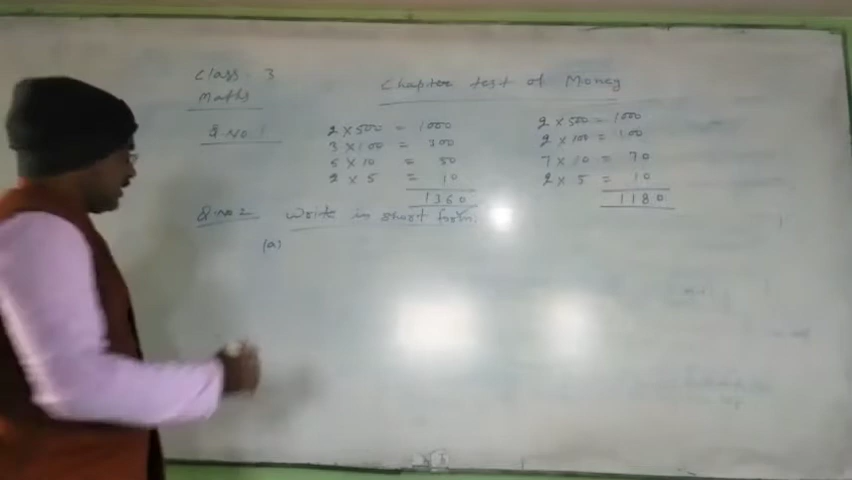 Class 3
Maths
Chapter test of Money
Q.No 1
2 x 500 = 1000
3 x 100 = 300
5 x 10 = 50
2 x 5 = 10
1360
2 x 500 = 1000
2 x 100 = 100
7 x 10 = 70
2 x 5 = 10
1180
Q.No 2 Write in short form.
(a)